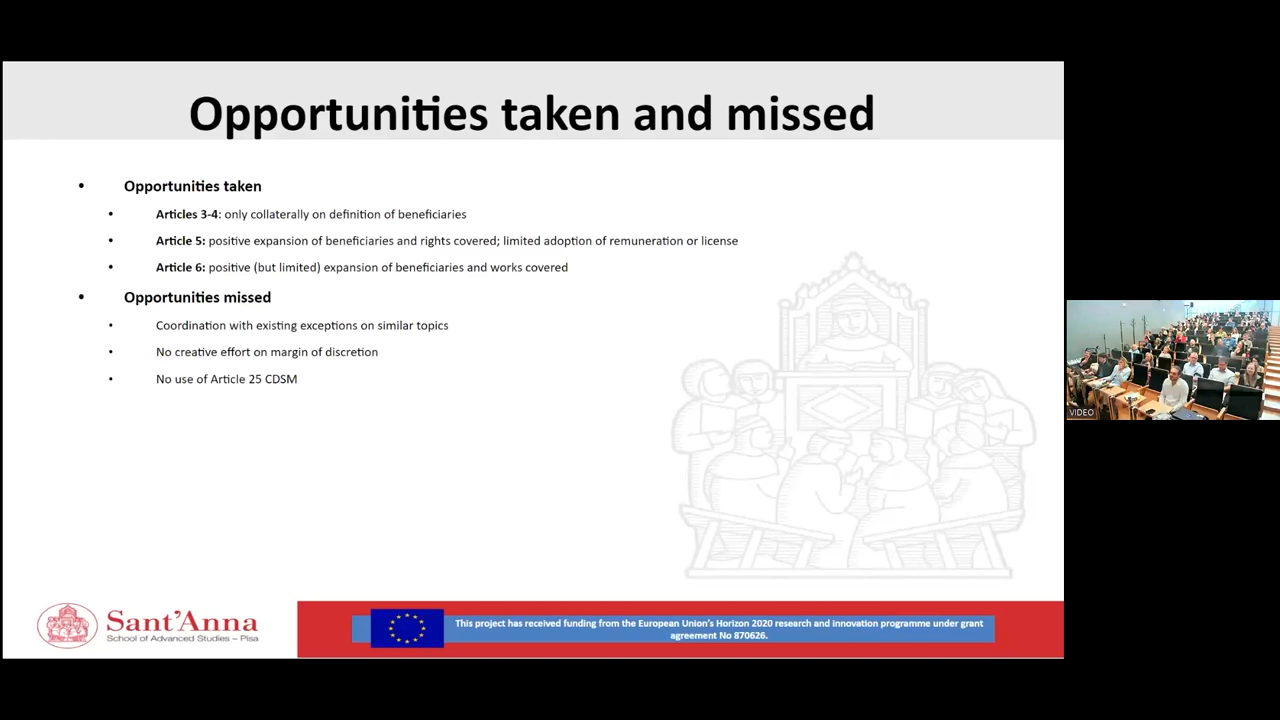 Opportunities taken and missed
• Opportunities taken
• Articles 3-4: only collaterally on definition of beneficiaries
• Article 5: positive expansion of beneficiaries and rights covered; limited adoption of remuneration or license
• Article 6: positive (but limited) expansion of beneficiaries and works covered
• Opportunities missed
• Coordination with existing exceptions on similar topics
• No creative effort on margin of discretion
• No use of Article 25 CDSM
VIDEO
Sant'Anna
School of Advanced Studies – Pisa
This project has received funding from the European Union's Horizon 2020 research and innovation programme under grant
agreement No 870626.